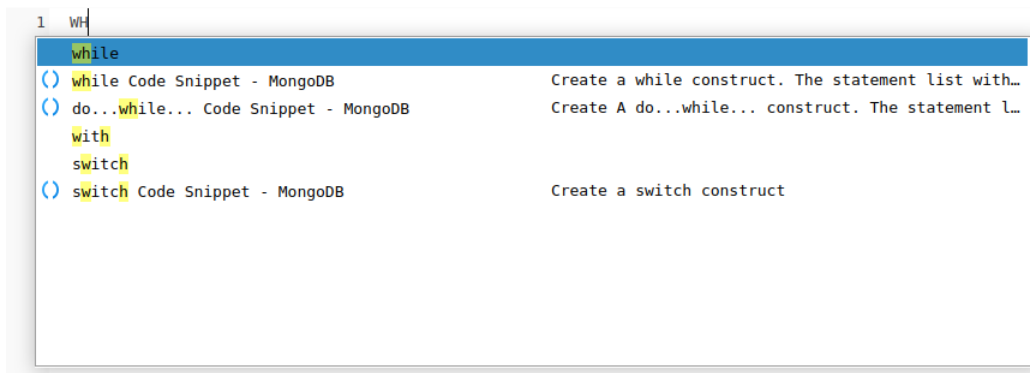 1 WH
while
() while Code Snippet - MongoDB Create a while construct. The statement list with…
() do...while... Code Snippet - MongoDB Create A do...while... construct. The statement l…
with
switch
() switch Code Snippet - MongoDB Create a switch construct